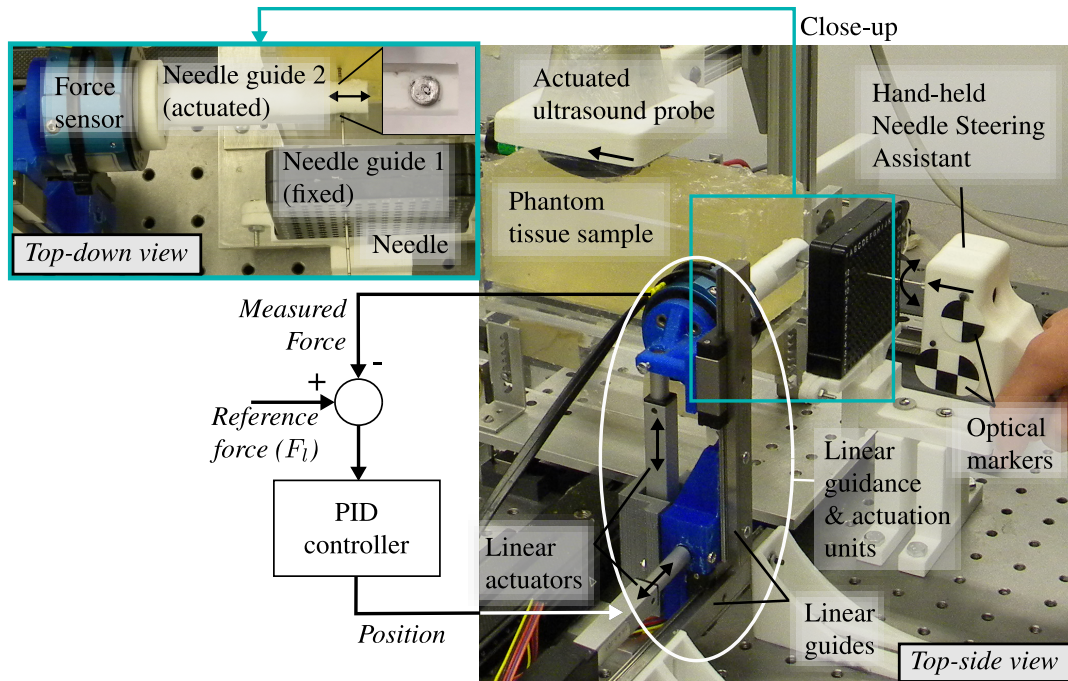 Close-up
Force
sensor
Needle guide 2
(actuated)
Needle guide 1
(fixed)
Needle
Top-down view
Actuated
ultrasound probe
Hand-held
Needle Steering
Assistant
Phantom
tissue sample
Measured
Force
-
+
Reference
force (Fₗ)
PID
controller
Position
Linear
actuators
Linear
guidance
& actuation
units
Optical
markers
Linear
guides
Top-side view